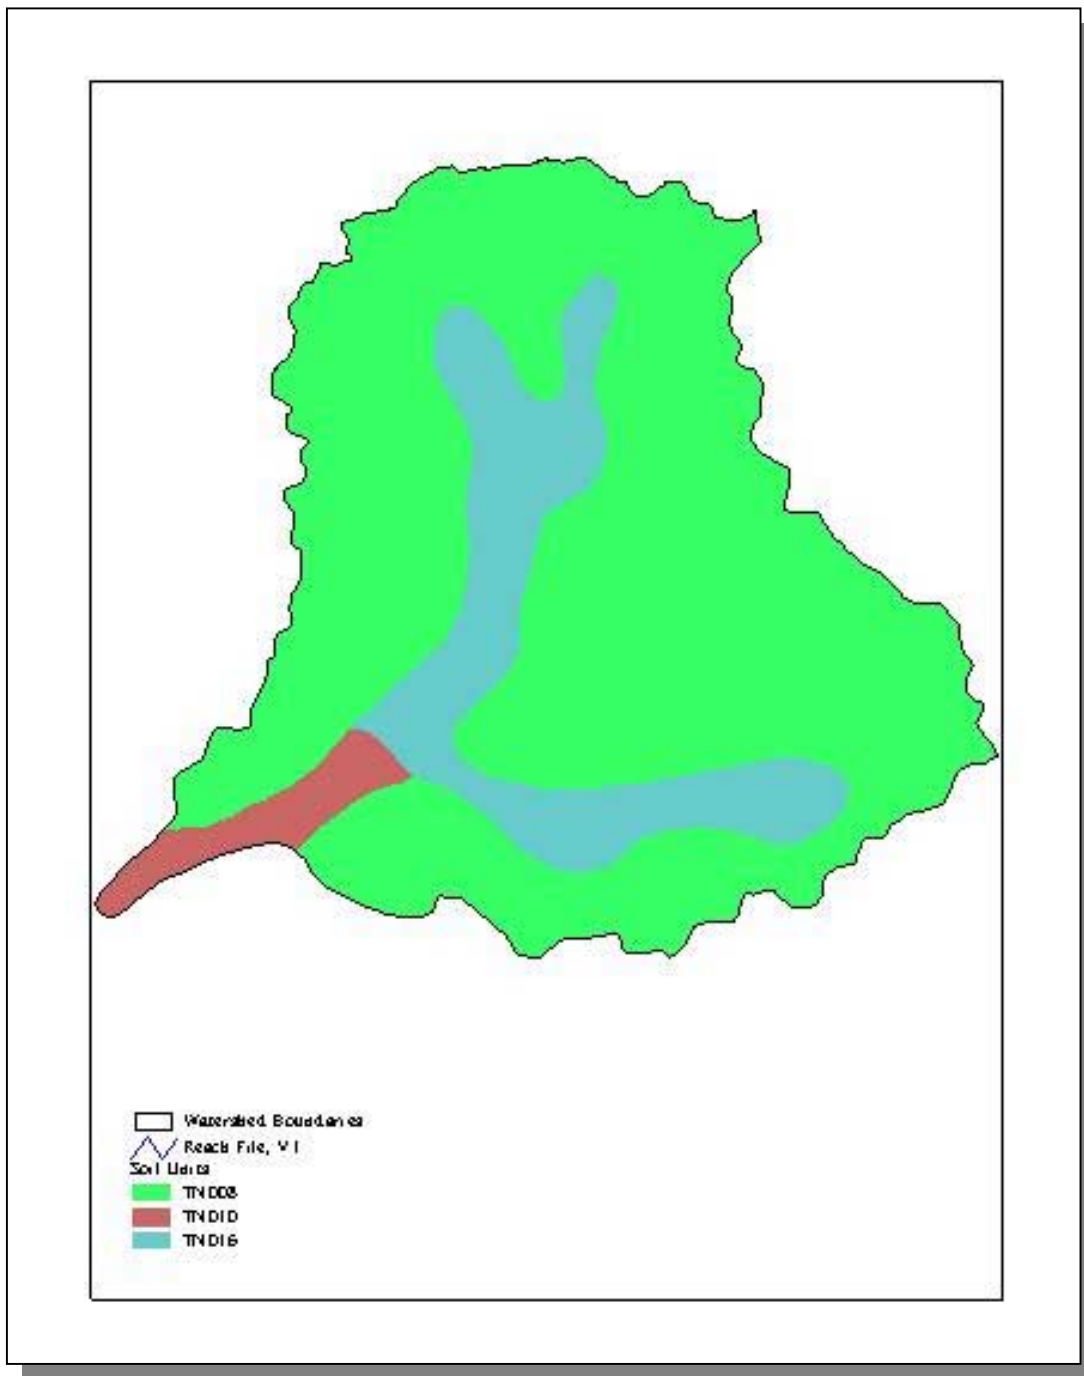 Watershed Boundaries
Reach File, V1
Soil Units
TN008
TN010
TN016